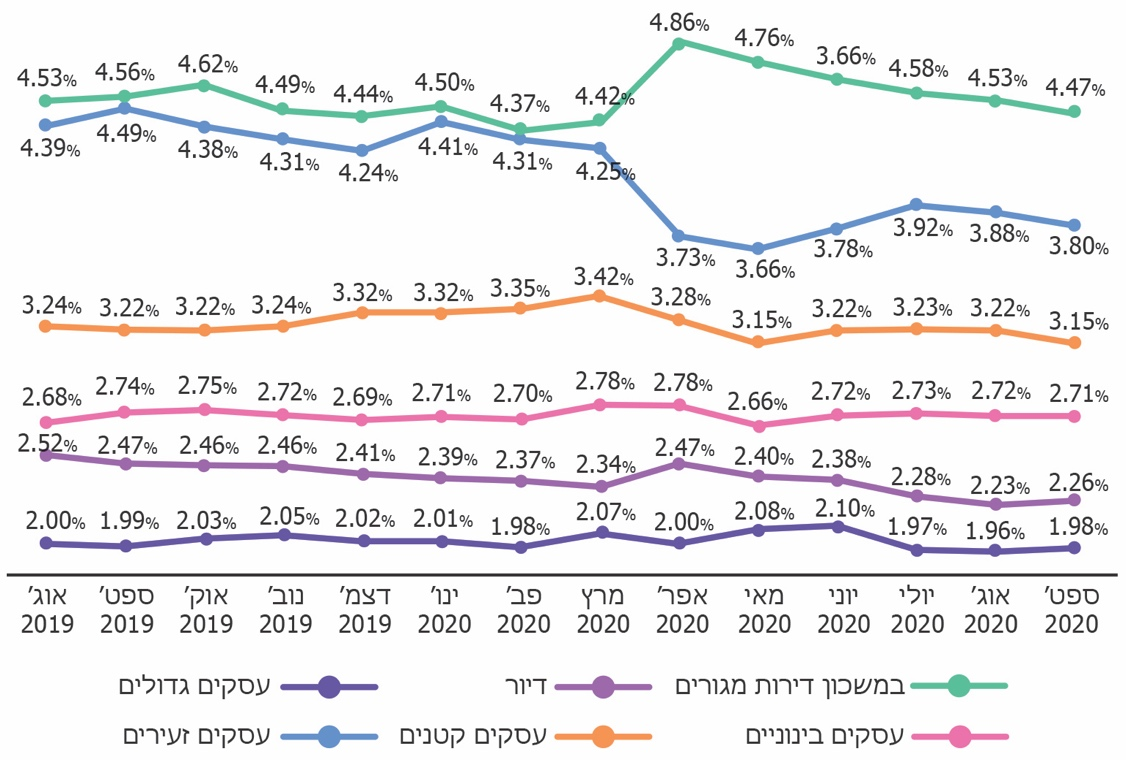 4.53% 4.56% 4.62% 4.49% 4.44% 4.50% 4.37% 4.42% 4.86% 4.76% 3.66% 4.58% 4.53% 4.47%
4.39% 4.49% 4.38% 4.31% 4.24% 4.41% 4.31% 4.25% 3.73% 3.66% 3.78% 3.92% 3.88% 3.80%
3.24% 3.22% 3.22% 3.24% 3.32% 3.32% 3.35% 3.42% 3.28% 3.15% 3.22% 3.23% 3.22% 3.15%
2.68% 2.74% 2.75% 2.72% 2.69% 2.71% 2.70% 2.78% 2.78% 2.66% 2.72% 2.73% 2.72% 2.71%
2.52% 2.47% 2.46% 2.46% 2.41% 2.39% 2.37% 2.34% 2.47% 2.40% 2.38% 2.28% 2.23% 2.26%
2.00% 1.99% 2.03% 2.05% 2.02% 2.01% 1.98% 2.07% 2.00% 2.08% 2.10% 1.97% 1.96% 1.98%
אוג' ספט' אוק' נוב' דצמ' ינו' פב' מרץ אפר' מאי יוני יולי אוג' ספט'
2019 2019 2019 2019 2019 2020 2020 2020 2020 2020 2020 2020 2020 2020
במשכון דירות מגורים דיור עסקים גדולים
עסקים בינוניים עסקים קטנים עסקים זעירים